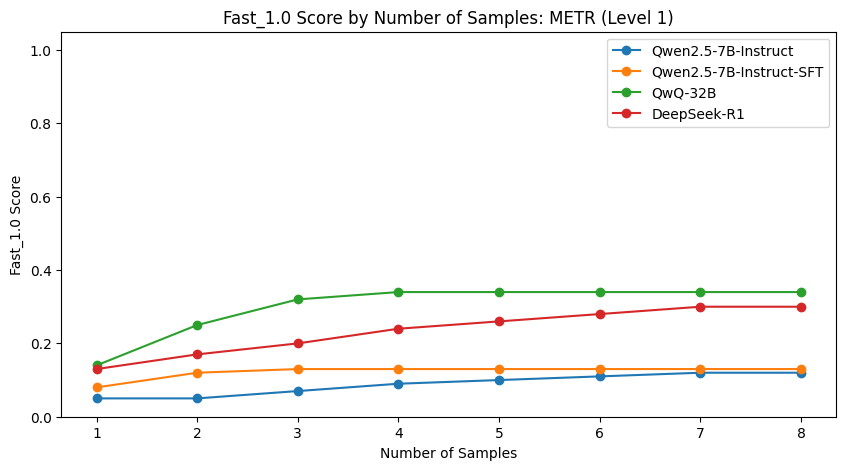 Fast_1.0 Score by Number of Samples: METR (Level 1)
Qwen2.5-7B-Instruct
Qwen2.5-7B-Instruct-SFT
QwQ-32B
DeepSeek-R1
Fast_1.0 Score
1.0
0.8
0.6
0.4
0.2
0.0
1 2 3 4 5 6 7 8
Number of Samples